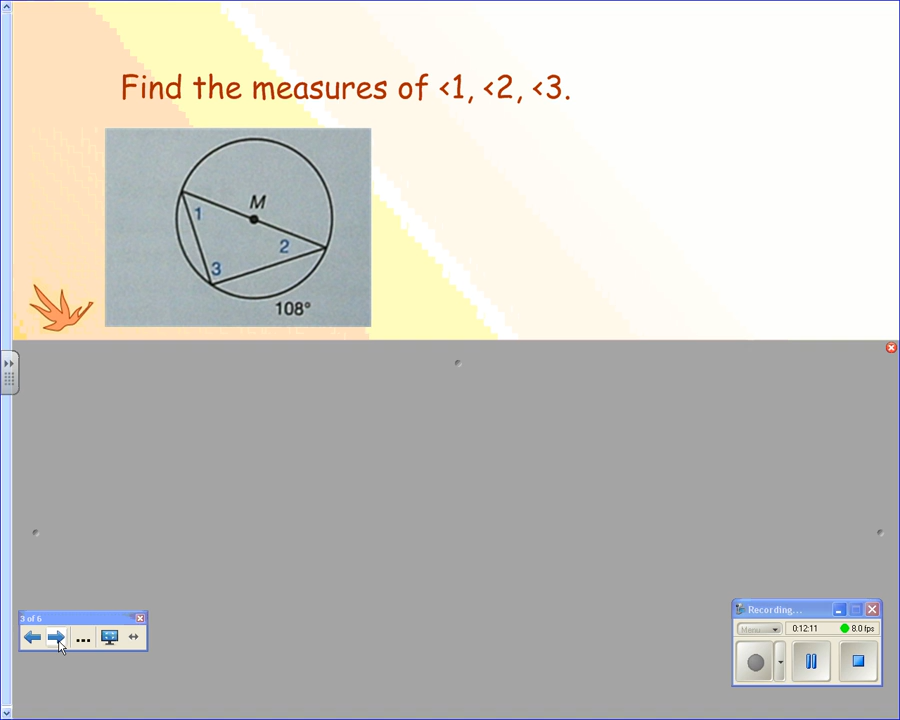 Find the measures of <1, <2, <3.
M
1
2
3
108°
3 of 6
...
Recording...
Menu
0:12:11
8.0 fps